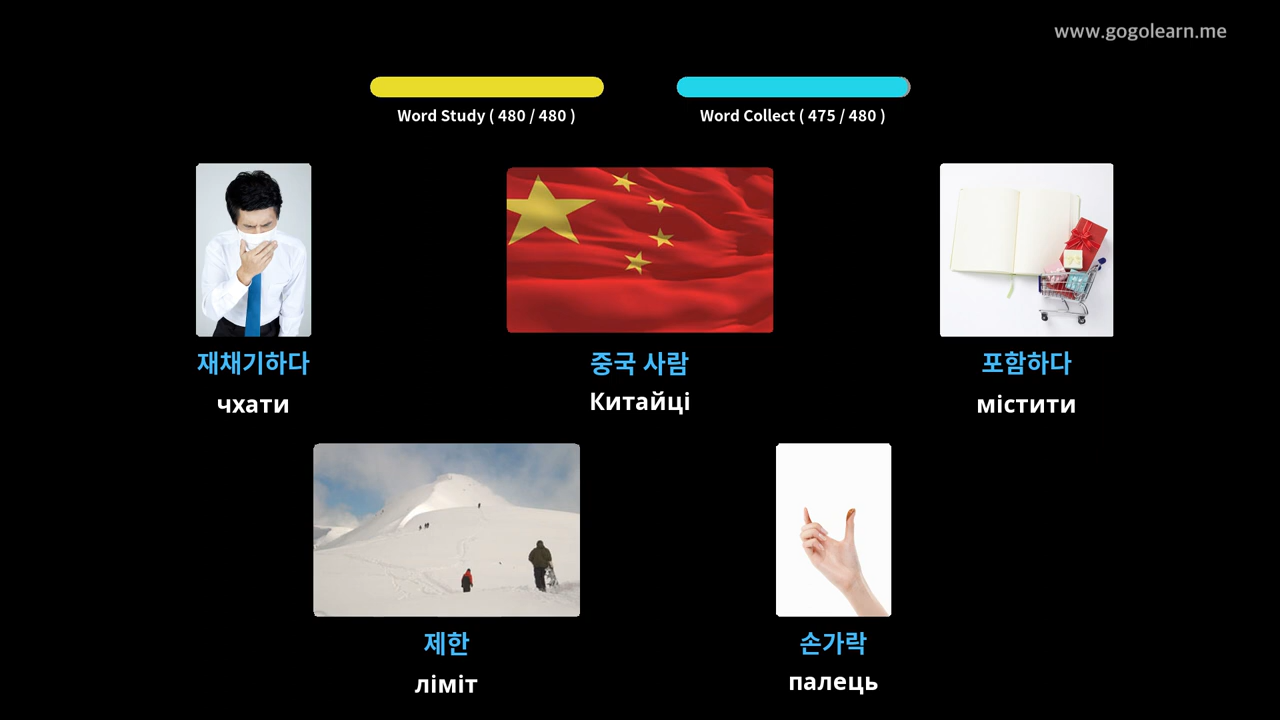 www.gogolearn.me
Word Study ( 480 / 480 )
Word Collect ( 475 / 480 )
재채기하다
чхати
중국 사람
Китайці
포함하다
містити
제한
ліміт
손가락
палець